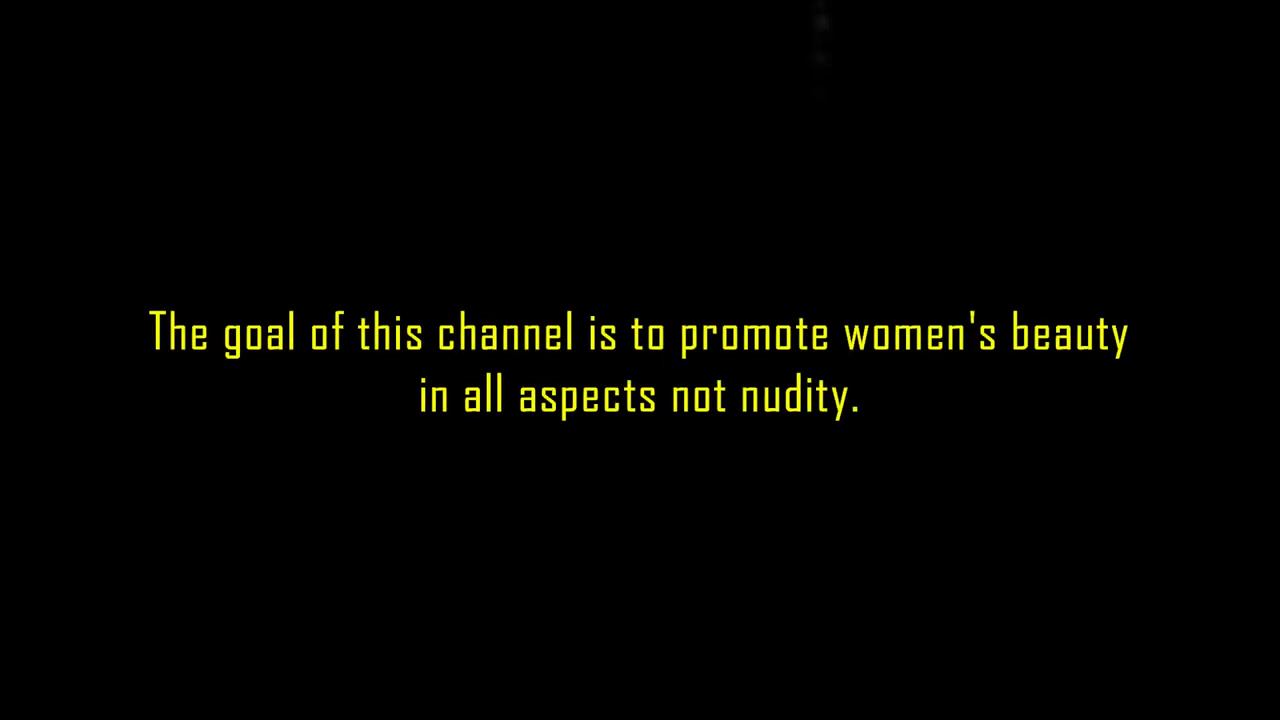 The goal of this channel is to promote women's beauty
in all aspects not nudity.